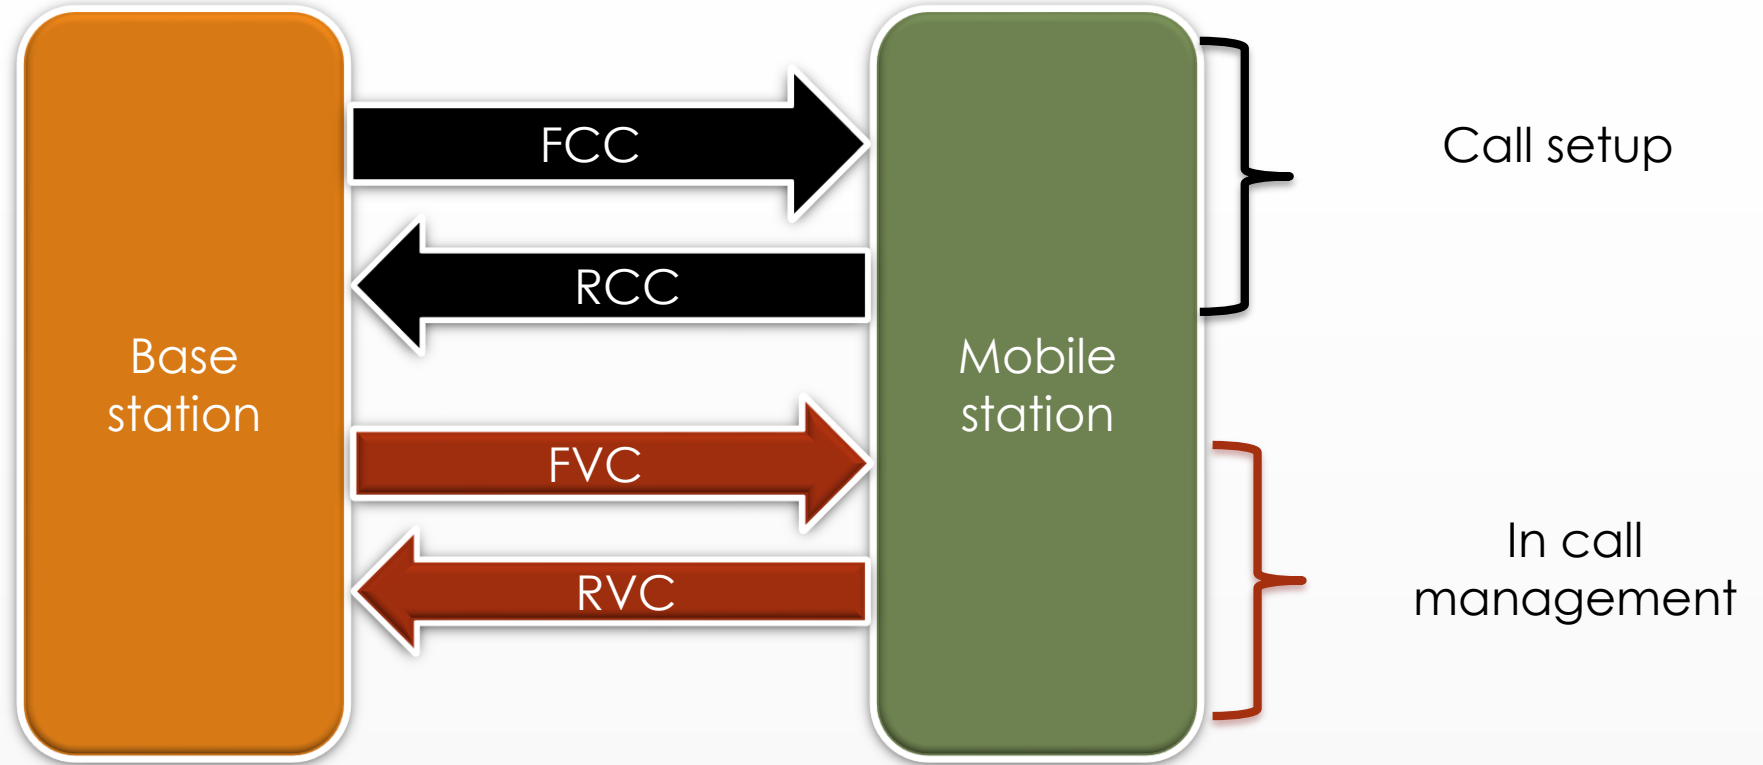 FCC
Call setup
RCC
Base
station
Mobile
station
FVC
In call
management
RVC